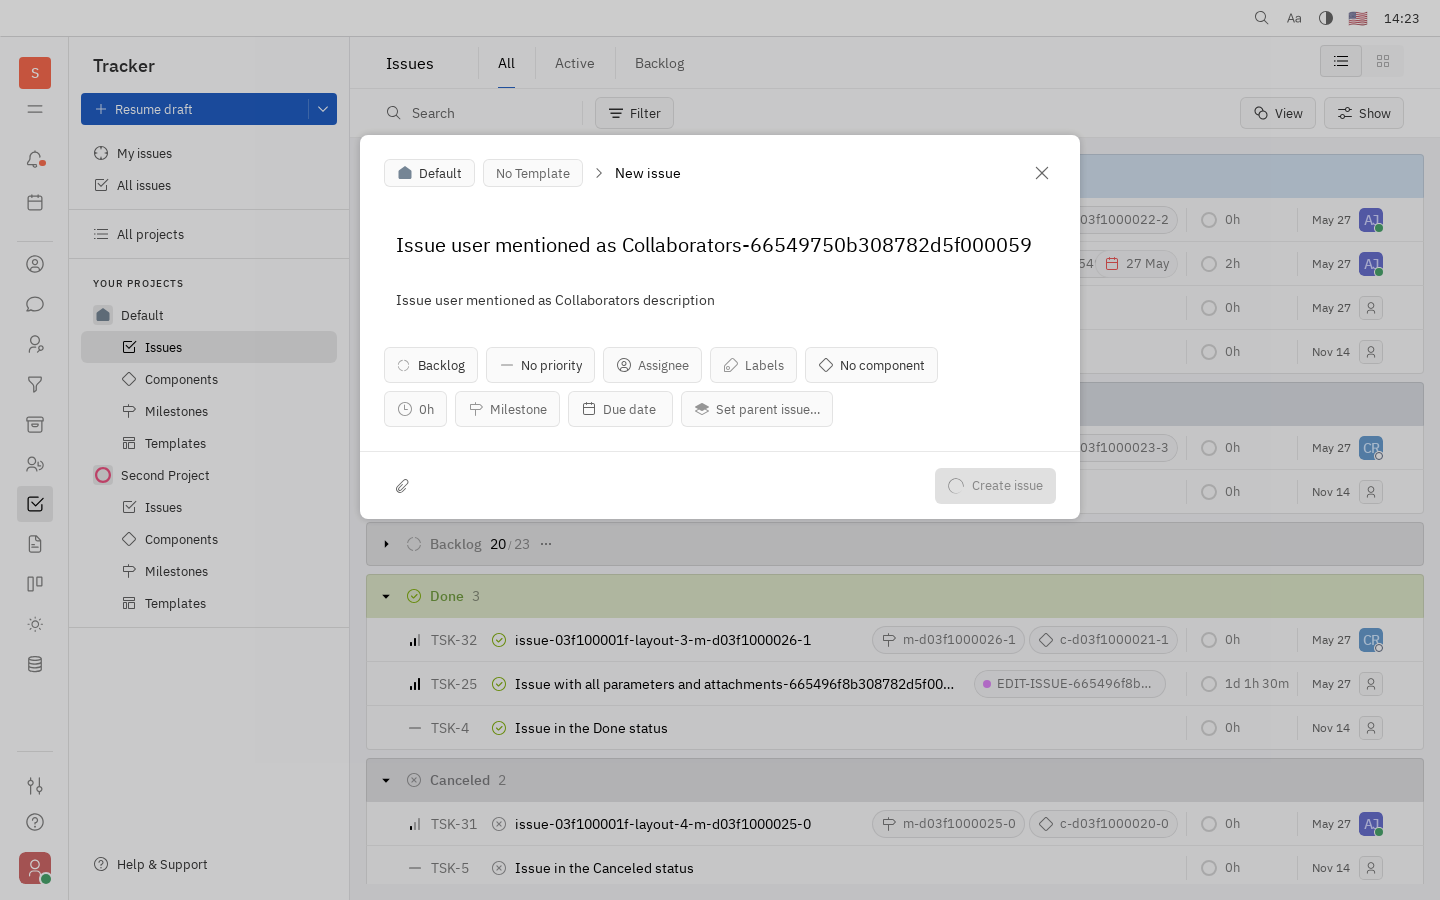 Aa
14:23
S
Tracker
Resume draft
My issues
All issues
All projects
YOUR PROJECTS
Default
Issues
Components
Milestones
Templates
Second Project
Issues
Components
Milestones
Templates
Help & Support
Issues
All
Active
Backlog
Search
Filter
View
Show
Default
No Template
New issue
Issue user mentioned as Collaborators-66549750b308782d5f000059
Issue user mentioned as Collaborators description
Backlog
No priority
Assignee
Labels
No component
0h
Milestone
Due date
Set parent issue...
Create issue
d03f1000022-2 0h May 27 AJ
54 27 May 2h May 27 AJ
0h May 27
0h Nov 14
d03f1000023-3 0h May 27 CR
0h Nov 14
Backlog 20/23 ...
Done 3
TSK-32 issue-03f100001f-layout-3-m-d03f1000026-1 m-d03f1000026-1 c-d03f1000021-1 0h May 27 CR
TSK-25 Issue with all parameters and attachments-665496f8b308782d5f00... EDIT-ISSUE-665496f8b... 1d 1h 30m May 27
TSK-4 Issue in the Done status 0h Nov 14
Canceled 2
TSK-31 issue-03f100001f-layout-4-m-d03f1000025-0 m-d03f1000025-0 c-d03f1000020-0 0h May 27 AJ
TSK-5 Issue in the Canceled status 0h Nov 14